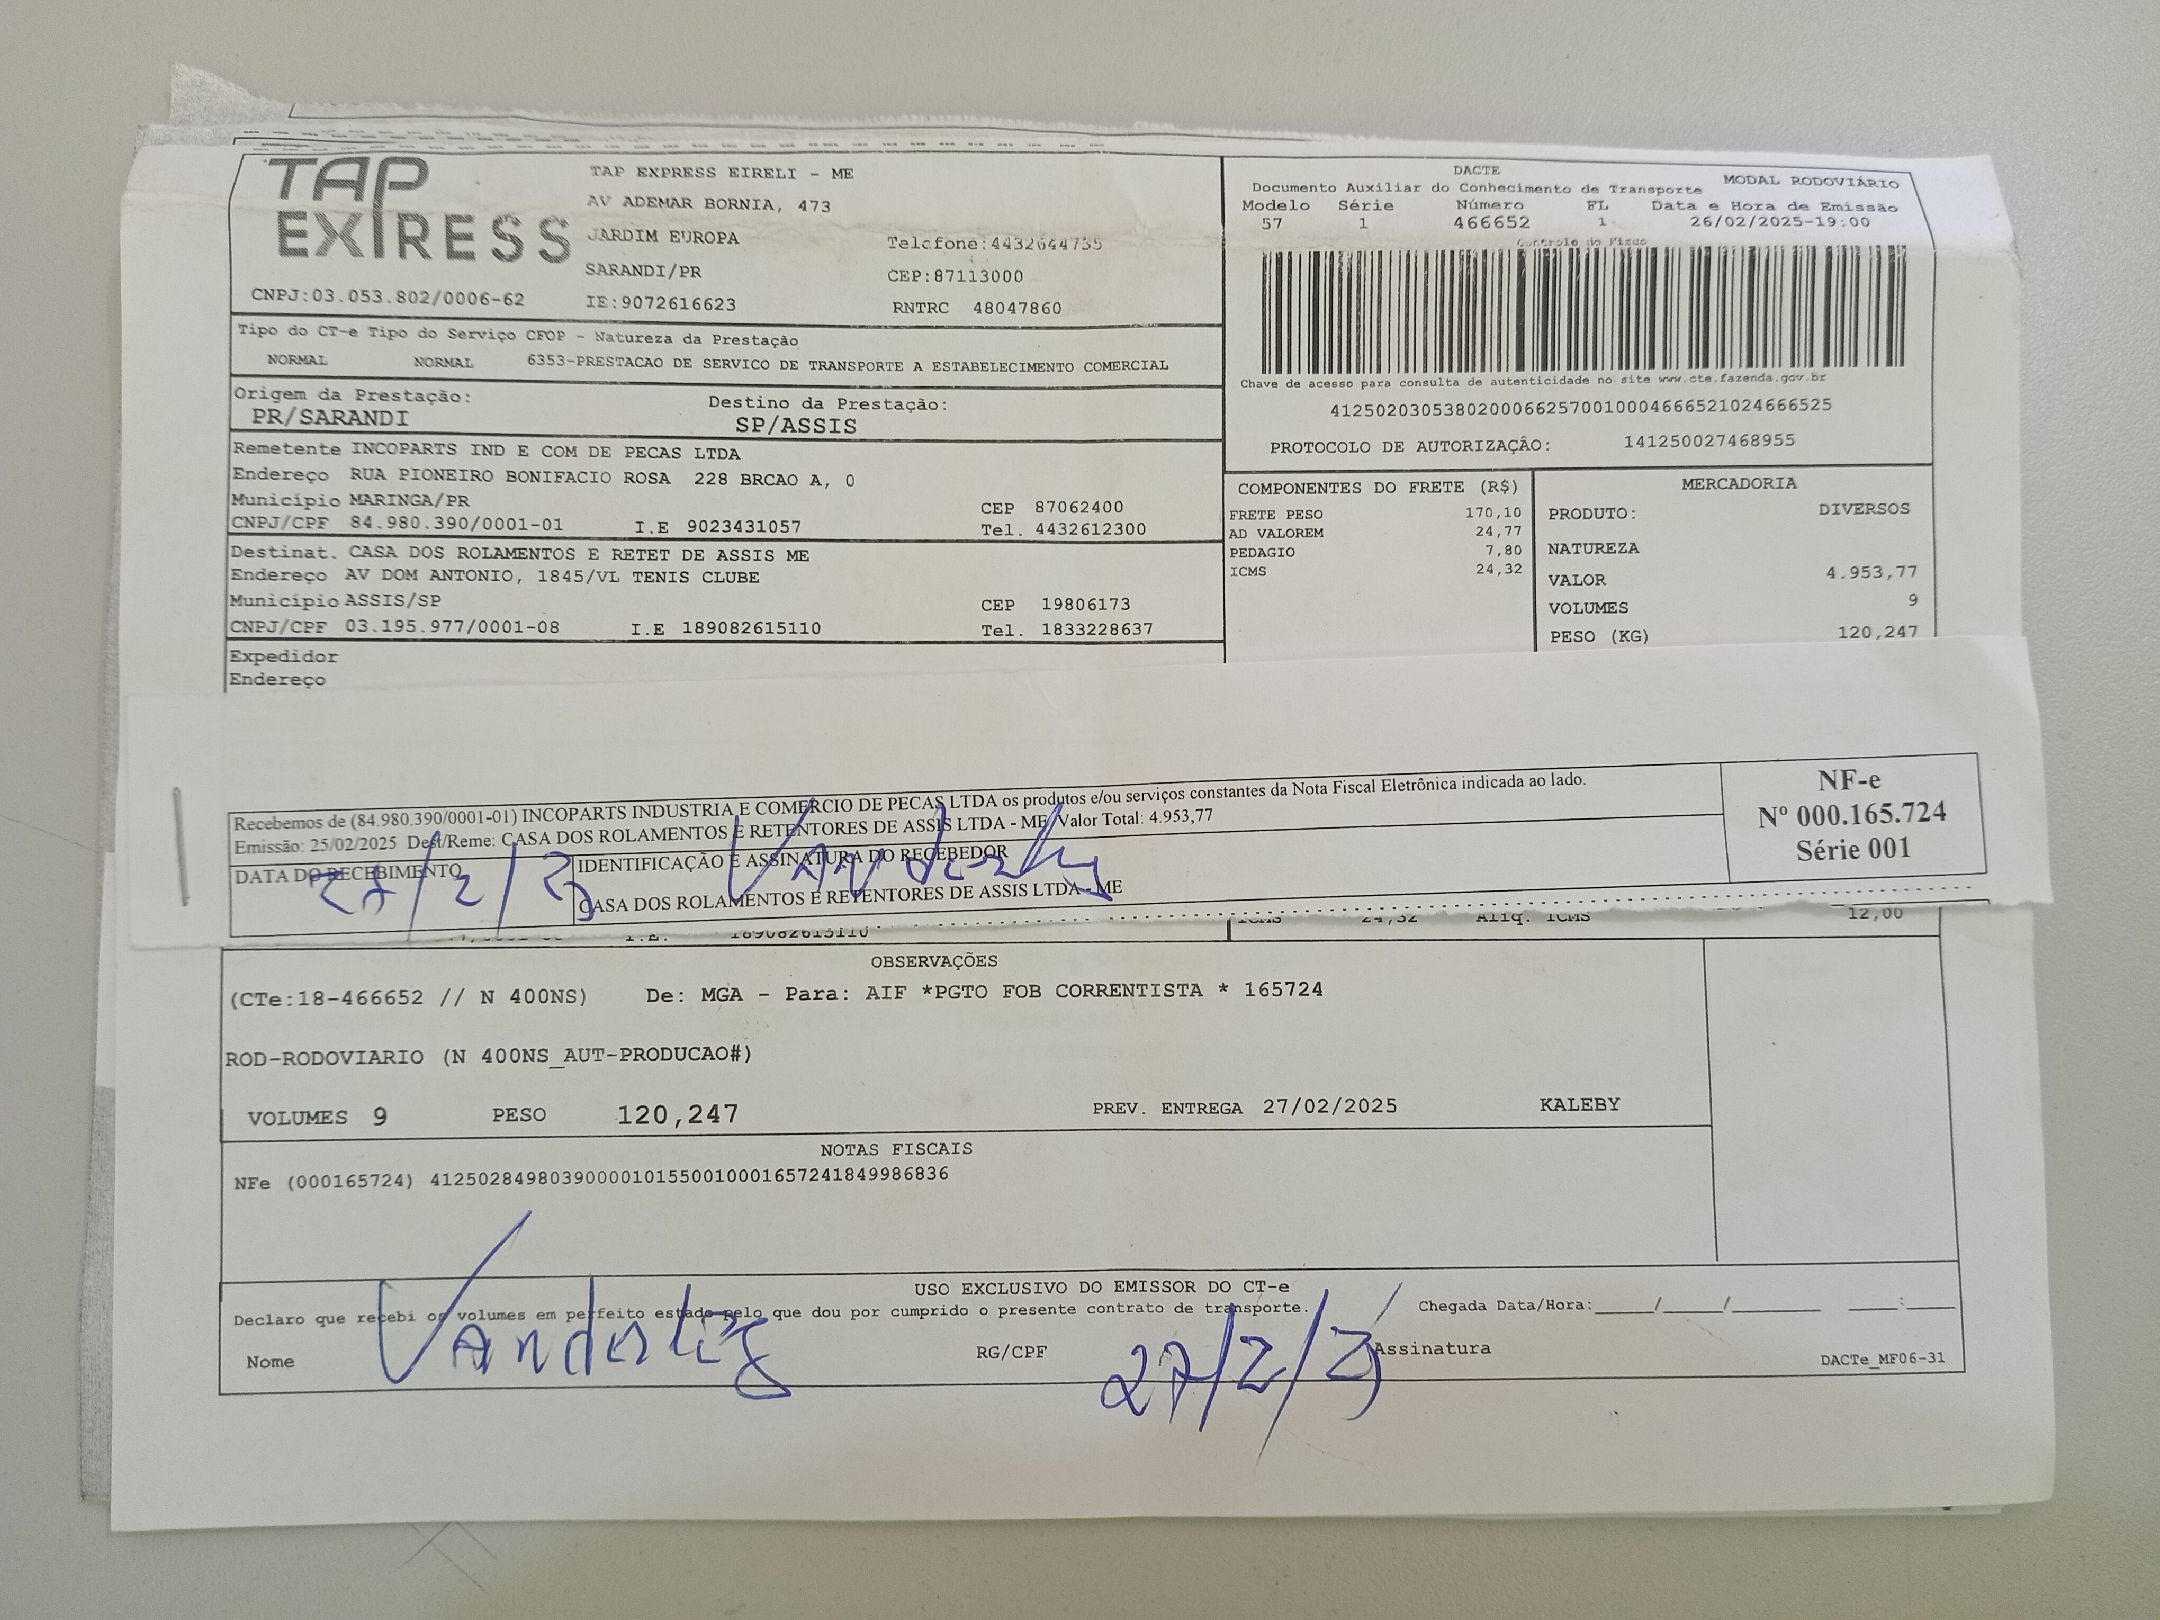 TAP EXPRESS
TAP EXPRESS EIRELI - ME
AV ADEMAR BORNIA, 473
JARDIM EUROPA Telefone:4432644735
SARANDI/PR CEP:87113000
CNPJ:03.053.802/0006-62 IE:9072616623 RNTRC 48047860
DACTE
Documento Auxiliar do Conhecimento de Transporte MODAL RODOVIÁRIO
Modelo Série Número FL Data e Hora de Emissão
57 1 466652 1 26/02/2025-19:00
Controle do Fisco
Chave de acesso para consulta de autenticidade no site www.cte.fazenda.gov.br
41250203053802000662570010004666521024666525
PROTOCOLO DE AUTORIZAÇÃO: 141250027468955
Tipo do CT-e Tipo do Serviço CFOP - Natureza da Prestação
NORMAL NORMAL 6353-PRESTACAO DE SERVICO DE TRANSPORTE A ESTABELECIMENTO COMERCIAL
Origem da Prestação: Destino da Prestação:
PR/SARANDI SP/ASSIS
Remetente INCOPARTS IND E COM DE PECAS LTDA
Endereço RUA PIONEIRO BONIFACIO ROSA 228 BRCAO A, 0
Município MARINGA/PR CEP 87062400
CNPJ/CPF 84.980.390/0001-01 I.E 9023431057 Tel. 4432612300
Destinat. CASA DOS ROLAMENTOS E RETET DE ASSIS ME
Endereço AV DOM ANTONIO, 1845/VL TENIS CLUBE
Município ASSIS/SP CEP 19806173
CNPJ/CPF 03.195.977/0001-08 I.E 189082615110 Tel. 1833228637
Expedidor
Endereço
COMPONENTES DO FRETE (R$)
FRETE PESO 170,10
AD VALOREM 24,77
PEDAGIO 7,80
ICMS 24,32
MERCADORIA
PRODUTO: DIVERSOS
NATUREZA
VALOR 4.953,77
VOLUMES 9
PESO (KG) 120,247
Recebemos de (84.980.390/0001-01) INCOPARTS INDUSTRIA E COMERCIO DE PECAS LTDA os produtos e/ou serviços constantes da Nota Fiscal Eletrônica indicada ao lado.
Emissão: 25/02/2025 Dest/Reme: CASA DOS ROLAMENTOS E RETENTORES DE ASSIS LTDA - ME Valor Total: 4.953,77
DATA DO RECEBIMENTO IDENTIFICAÇÃO E ASSINATURA DO RECEBEDOR
CASA DOS ROLAMENTOS E RETENTORES DE ASSIS LTDA - ME
NF-e
Nº 000.165.724
Série 001
I.E. 189082615110 ICMS 24,32 Aliq. ICMS 12,00
OBSERVAÇÕES
(CTe:18-466652 // N 400NS) De: MGA - Para: AIF *PGTO FOB CORRENTISTA * 165724
ROD-RODOVIARIO (N 400NS_AUT-PRODUCAO#)
VOLUMES 9 PESO 120,247 PREV. ENTREGA 27/02/2025 KALEBY
NOTAS FISCAIS
NFe (000165724) 41250284980390000101550010001657241849986836
USO EXCLUSIVO DO EMISSOR DO CT-e
Declaro que recebi os volumes em perfeito estado pelo que dou por cumprido o presente contrato de transporte. Chegada Data/Hora:____/____/______ ___:___
Nome RG/CPF Assinatura
DACTe_MF06-31